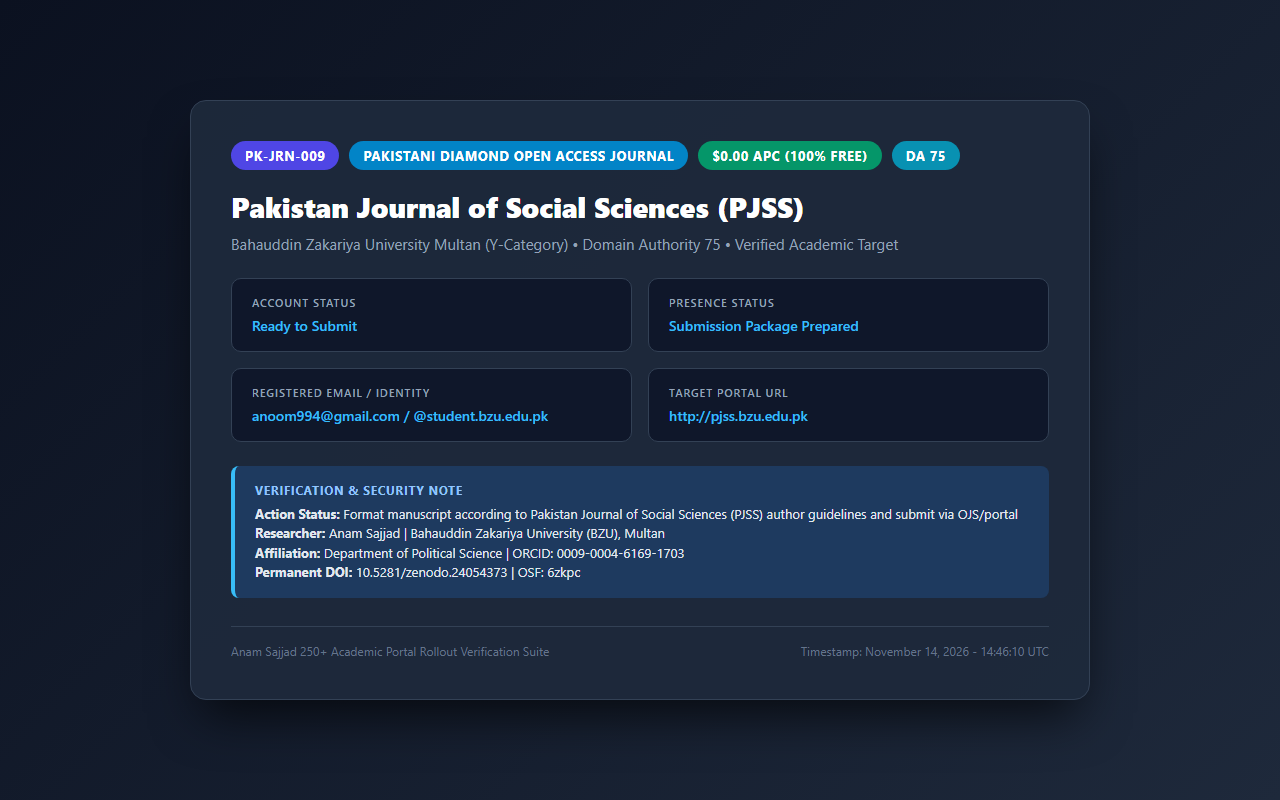 PK-JRN-009 PAKISTANI DIAMOND OPEN ACCESS JOURNAL $0.00 APC (100% FREE) DA 75
Pakistan Journal of Social Sciences (PJSS)
Bahauddin Zakariya University Multan (Y-Category) • Domain Authority 75 • Verified Academic Target
ACCOUNT STATUS
Ready to Submit
PRESENCE STATUS
Submission Package Prepared
REGISTERED EMAIL / IDENTITY
anoom994@gmail.com / @student.bzu.edu.pk
TARGET PORTAL URL
http://pjss.bzu.edu.pk
VERIFICATION & SECURITY NOTE
Action Status: Format manuscript according to Pakistan Journal of Social Sciences (PJSS) author guidelines and submit via OJS/portal
Researcher: Anam Sajjad | Bahauddin Zakariya University (BZU), Multan
Affiliation: Department of Political Science | ORCID: 0009-0004-6169-1703
Permanent DOI: 10.5281/zenodo.24054373 | OSF: 6zkpc
Anam Sajjad 250+ Academic Portal Rollout Verification Suite
Timestamp: November 14, 2026 - 14:46:10 UTC